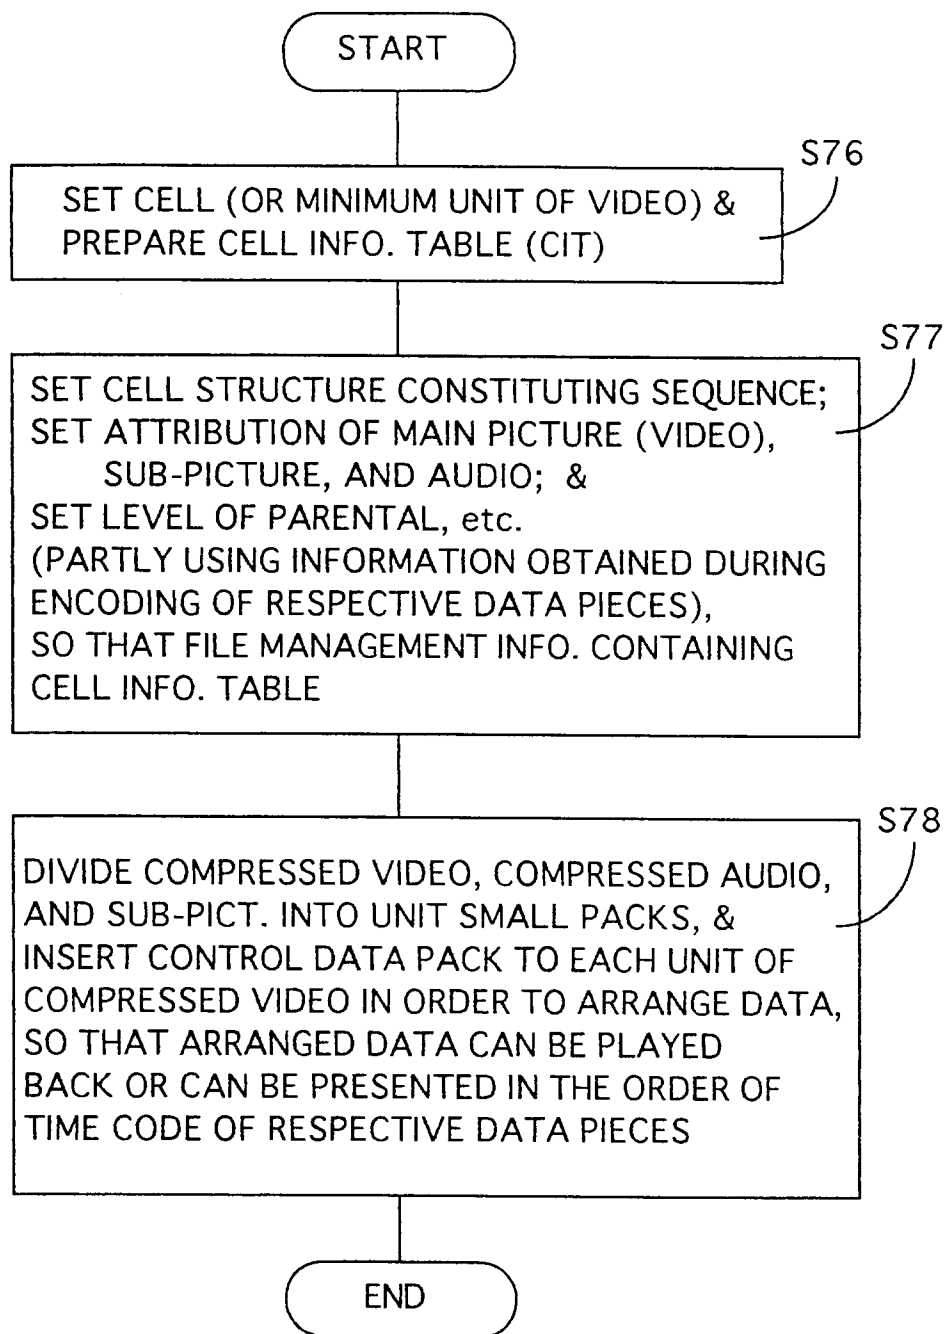 START
S76
SET CELL (OR MINIMUM UNIT OF VIDEO) &
PREPARE CELL INFO. TABLE (CIT)
S77
SET CELL STRUCTURE CONSTITUTING SEQUENCE;
SET ATTRIBUTION OF MAIN PICTURE (VIDEO),
SUB-PICTURE, AND AUDIO; &
SET LEVEL OF PARENTAL, etc.
(PARTLY USING INFORMATION OBTAINED DURING
ENCODING OF RESPECTIVE DATA PIECES),
SO THAT FILE MANAGEMENT INFO. CONTAINING
CELL INFO. TABLE
S78
DIVIDE COMPRESSED VIDEO, COMPRESSED AUDIO,
AND SUB-PICT. INTO UNIT SMALL PACKS, &
INSERT CONTROL DATA PACK TO EACH UNIT OF
COMPRESSED VIDEO IN ORDER TO ARRANGE DATA,
SO THAT ARRANGED DATA CAN BE PLAYED
BACK OR CAN BE PRESENTED IN THE ORDER OF
TIME CODE OF RESPECTIVE DATA PIECES
END